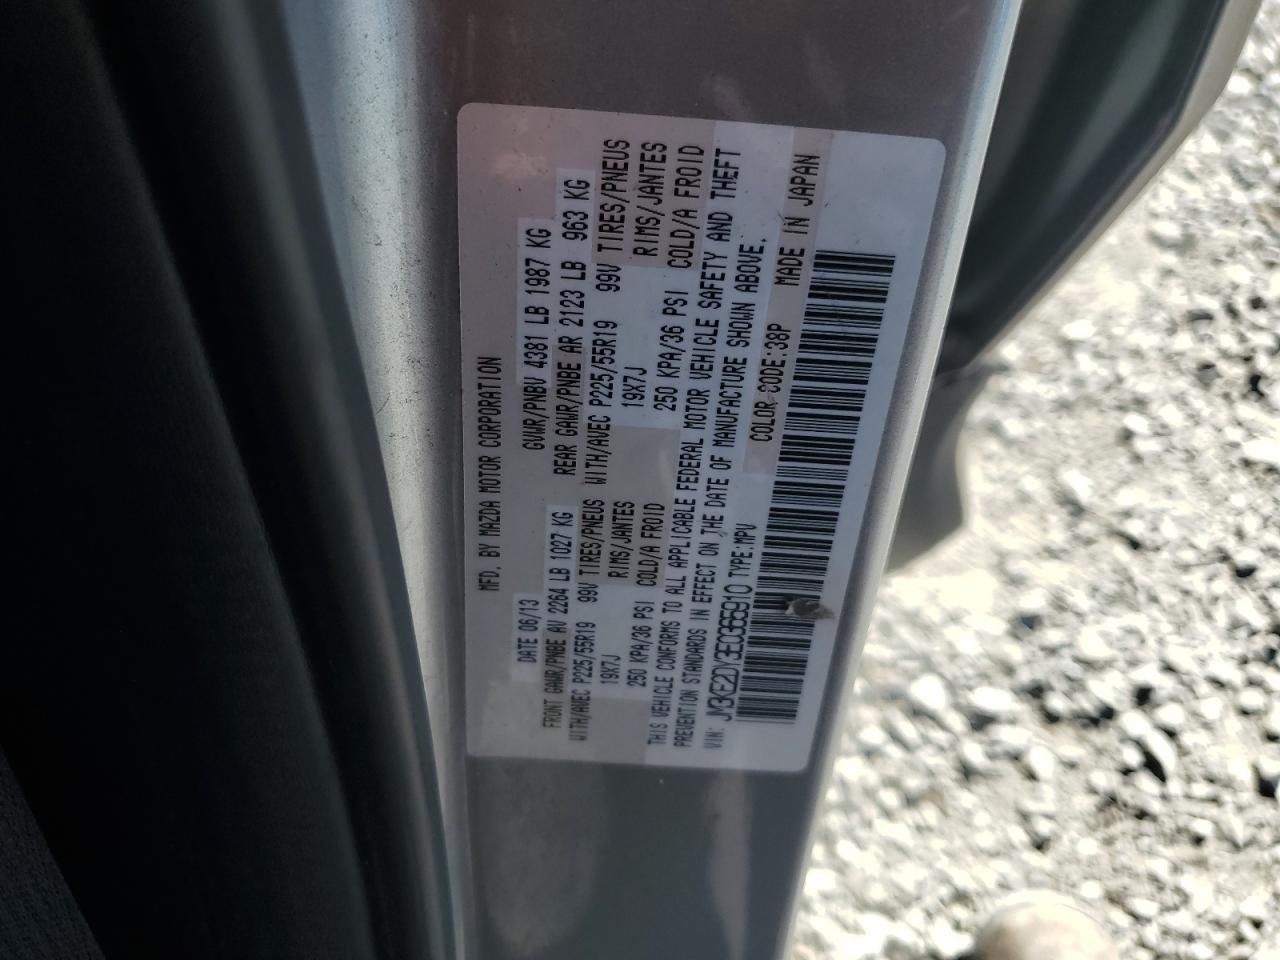 MFD. BY MAZDA MOTOR CORPORATION
DATE 06/13 GVWR/PNBV 4381 LB 1987 KG
FRONT GAWR/PNBE AV 2264 LB 1027 KG REAR GAWR/PNBE AR 2123 LB 963 KG
WITH/AVEC P225/55R19 99V TIRES/PNEUS WITH/AVEC P225/55R19 99V TIRES/PNEUS
19X7J RIMS/JANTES 19X7J RIMS/JANTES
250 KPA/36 PSI COLD/A FROID 250 KPA/36 PSI COLD/A FROID
THIS VEHICLE CONFORMS TO ALL APPLICABLE FEDERAL MOTOR VEHICLE SAFETY AND THEFT
PREVENTION STANDARDS IN EFFECT ON THE DATE OF MANUFACTURE SHOWN ABOVE.
VIN: JM3KE2DY3E0365910 TYPE:MPV COLOR CODE:38P MADE IN JAPAN